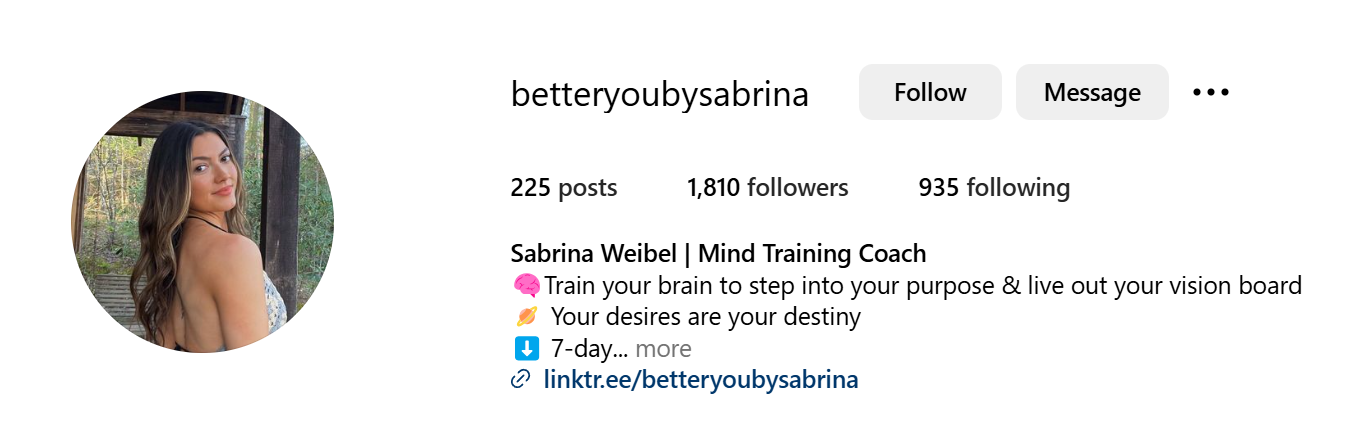 betteryoubysabrina Follow Message •••
225 posts 1,810 followers 935 following
Sabrina Weibel | Mind Training Coach
🧠Train your brain to step into your purpose & live out your vision board
🪐 Your desires are your destiny
⬇️ 7-day... more
linktr.ee/betteryoubysabrina